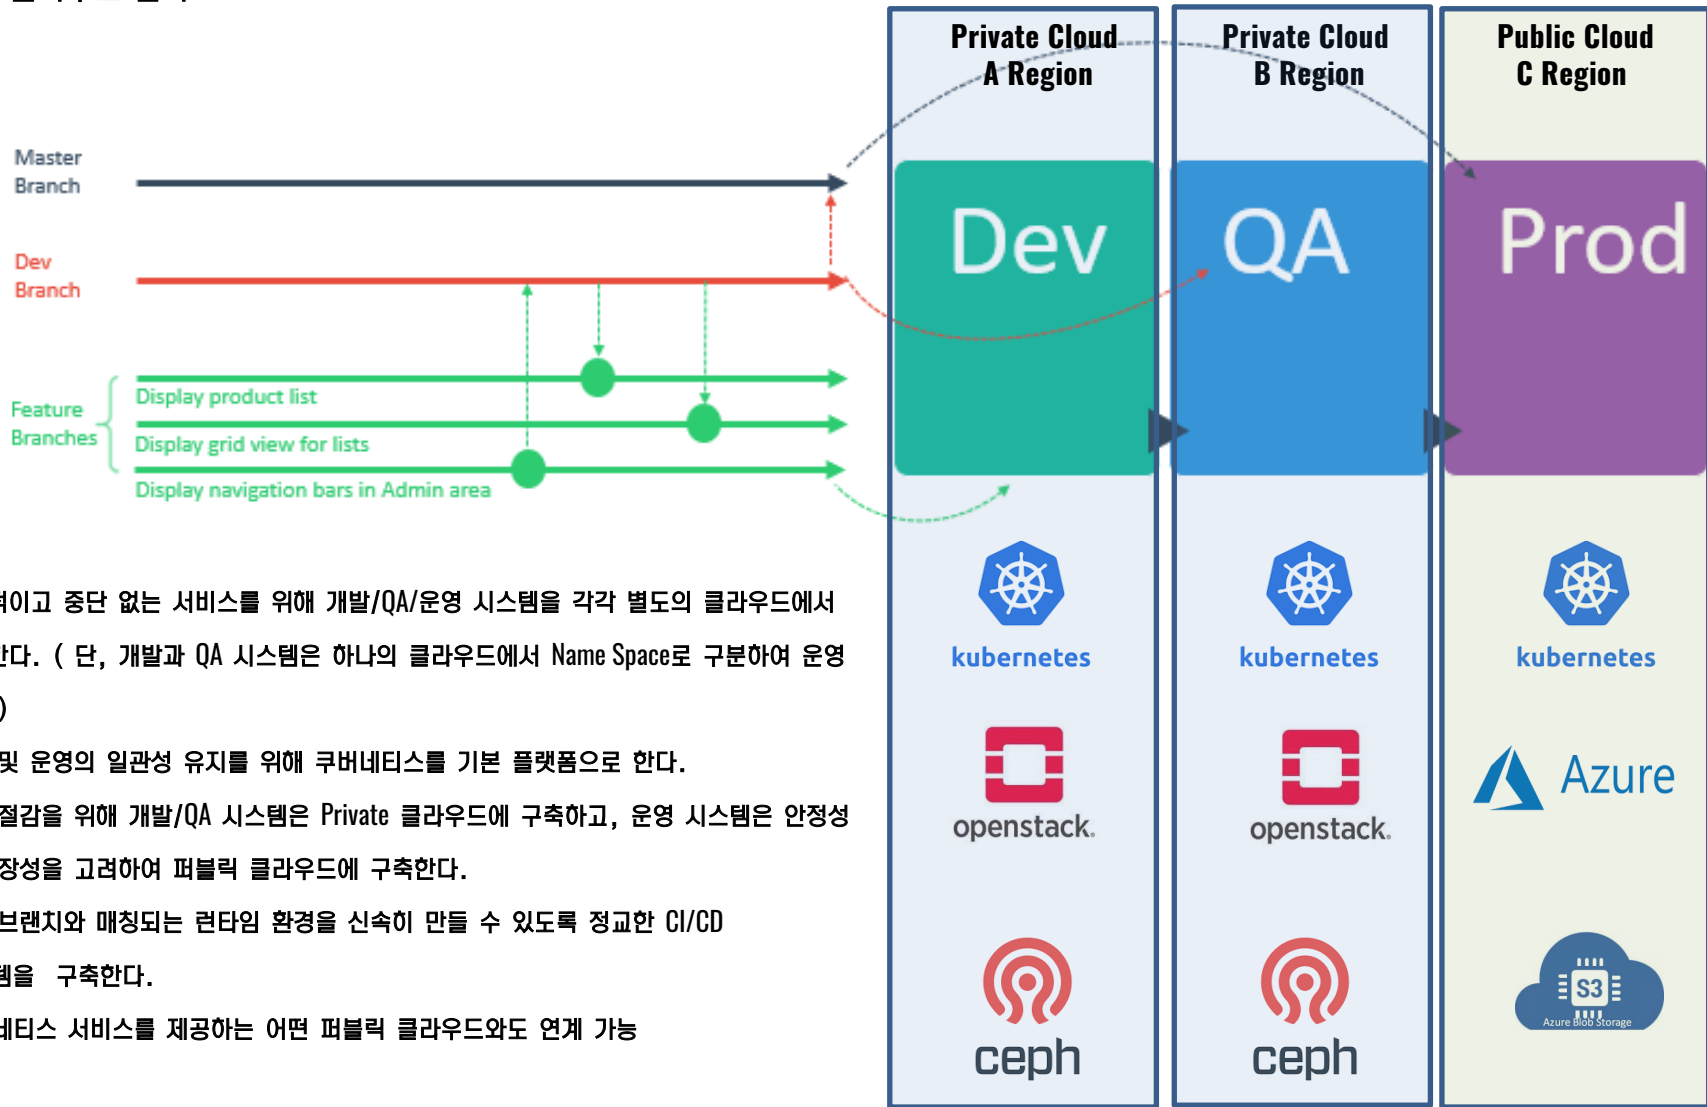 Private Cloud
A Region
Private Cloud
B Region
Public Cloud
C Region
Master
Branch
Dev
Branch
Feature
Branches
Display product list
Display grid view for lists
Display navigation bars in Admin area
Dev
QA
Prod
중단 없는 서비스를 위해 개발/QA/운영 시스템을 각각 별도의 클라우드에서
한다. ( 단, 개발과 QA 시스템은 하나의 클라우드에서 Name Space로 구분하여 운영
)
및 운영의 일관성 유지를 위해 쿠버네티스를 기본 플랫폼으로 한다.
절감을 위해 개발/QA 시스템은 Private 클라우드에 구축하고, 운영 시스템은 안정성
장성을 고려하여 퍼블릭 클라우드에 구축한다.
브랜치와 매칭되는 런타임 환경을 신속히 만들 수 있도록 정교한 CI/CD
템을 구축한다.
네티스 서비스를 제공하는 어떤 퍼블릭 클라우드와도 연계 가능
kubernetes
kubernetes
kubernetes
openstack.
openstack.
Azure
ceph
ceph
S3
Azure Blob Storage